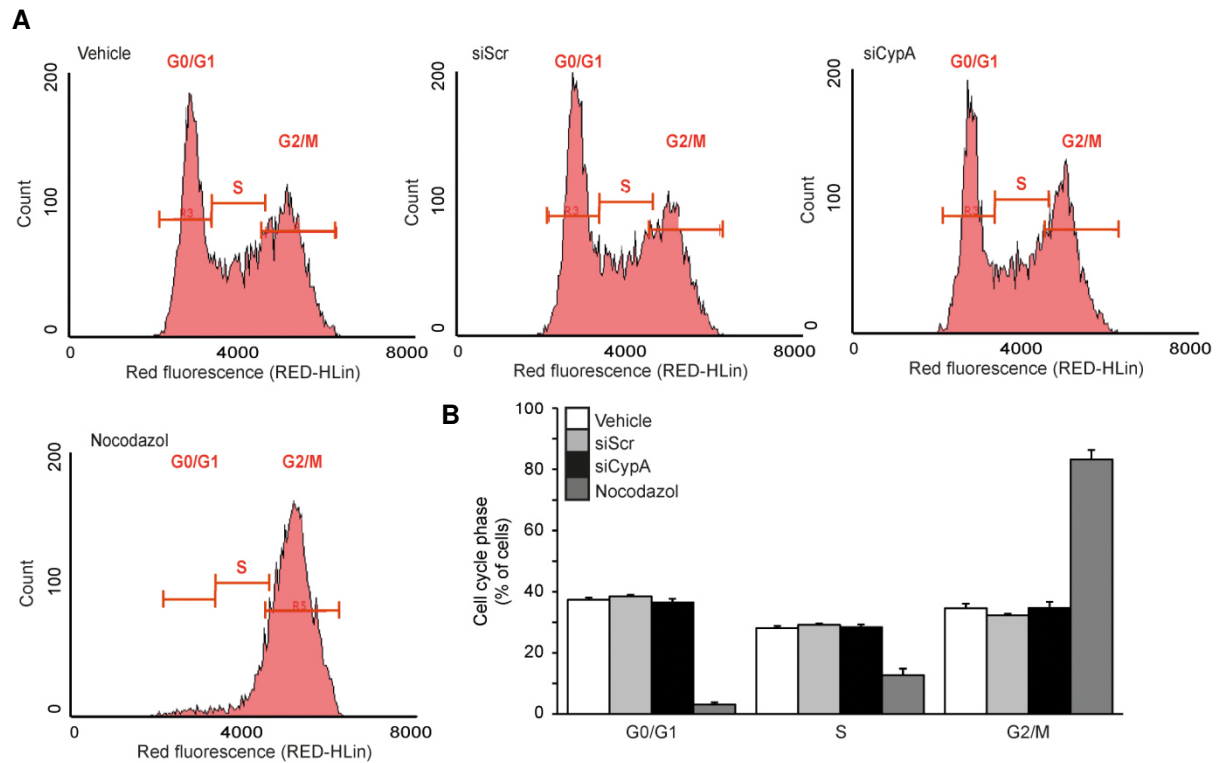 A
Vehicle
G0/G1
G2/M
S
R3
200
100
0
Count
0 4000 8000
Red fluorescence (RED-HLin)
siScr
G0/G1
G2/M
S
R3
200
100
0
Count
0 4000 8000
Red fluorescence (RED-HLin)
siCypA
G0/G1
G2/M
S
R3
200
100
0
Count
0 4000 8000
Red fluorescence (RED-HLin)
Nocodazol
G0/G1
G2/M
S
R5
200
100
0
Count
0 4000 8000
Red fluorescence (RED-HLin)
B
Vehicle
siScr
siCypA
Nocodazol
100
80
60
40
20
0
Cell cycle phase
(% of cells)
G0/G1 S G2/M